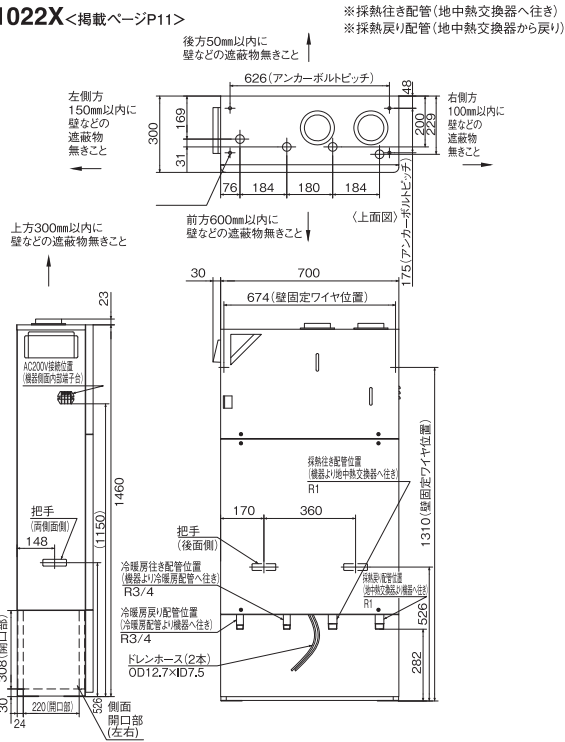 1022X<掲載ページP11>
※採熱往き配管(地中熱交換器へ往き)
※採熱戻り配管(地中熱交換器から戻り)
後方50mm以内に
壁などの遮蔽物無きこと
626(アンカーボルトピッチ)
48
左側方
150mm以内に
壁などの
遮蔽物
無きこと
300
169
31
200
229
右側方
100mm以内に
壁などの
遮蔽物
無きこと
76
184
180
184
175(アンカーボルトピッチ)
前方600mm以内に
壁などの遮蔽物無きこと
〈上面図〉
上方300mm以内に
壁などの遮蔽物無きこと
30
700
674(壁固定ワイヤ位置)
23
AC200V接続位置
(機器側面内部端子台)
1460
(1150)
1310(壁固定ワイヤ位置)
採熱往き配管位置
(機器より地中熱交換器へ往き)
R1
170
360
把手
(両側面側)
148
把手
(後面側)
冷暖房往き配管位置
(機器より冷暖房配管へ往き)
R3/4
採熱戻り配管位置
(地中熱交換器より機器へ往き)
R1
526
冷暖房戻り配管位置
(冷暖房配管より機器へ往き)
R3/4
308(開口部)
ドレンホース(2本)
OD12.7×ID7.5
282
30
24
220(開口部)
526
側面
開口部
(左右)